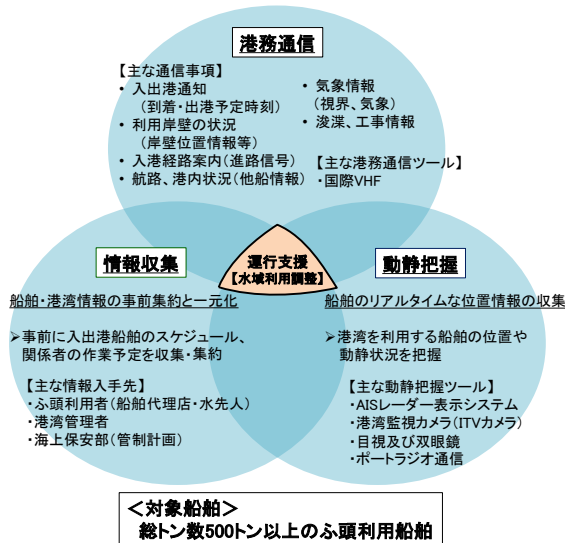 港務通信
【主な通信事項】
• 入出港通知
(到着・出港予定時刻)
• 利用岸壁の状況
(岸壁位置情報等)
• 入港経路案内(進路信号)
• 航路、港内状況(他船情報)
• 気象情報
(視界、気象)
• 浚渫、工事情報
【主な港務通信ツール】
・国際VHF
運行支援
【水域利用調整】
情報収集
船舶・港湾情報の事前集約と一元化
➢事前に入出港船舶のスケジュール、
関係者の作業予定を収集・集約
【主な情報入手先】
・ふ頭利用者(船舶代理店・水先人)
・港湾管理者
・海上保安部(管制計画)
動静把握
船舶のリアルタイムな位置情報の収集
➢港湾を利用する船舶の位置や
動静状況を把握
【主な動静把握ツール】
・AISレーダー表示システム
・港湾監視カメラ(ITVカメラ)
・目視及び双眼鏡
・ポートラジオ通信
＜対象船舶＞
総トン数500トン以上のふ頭利用船舶